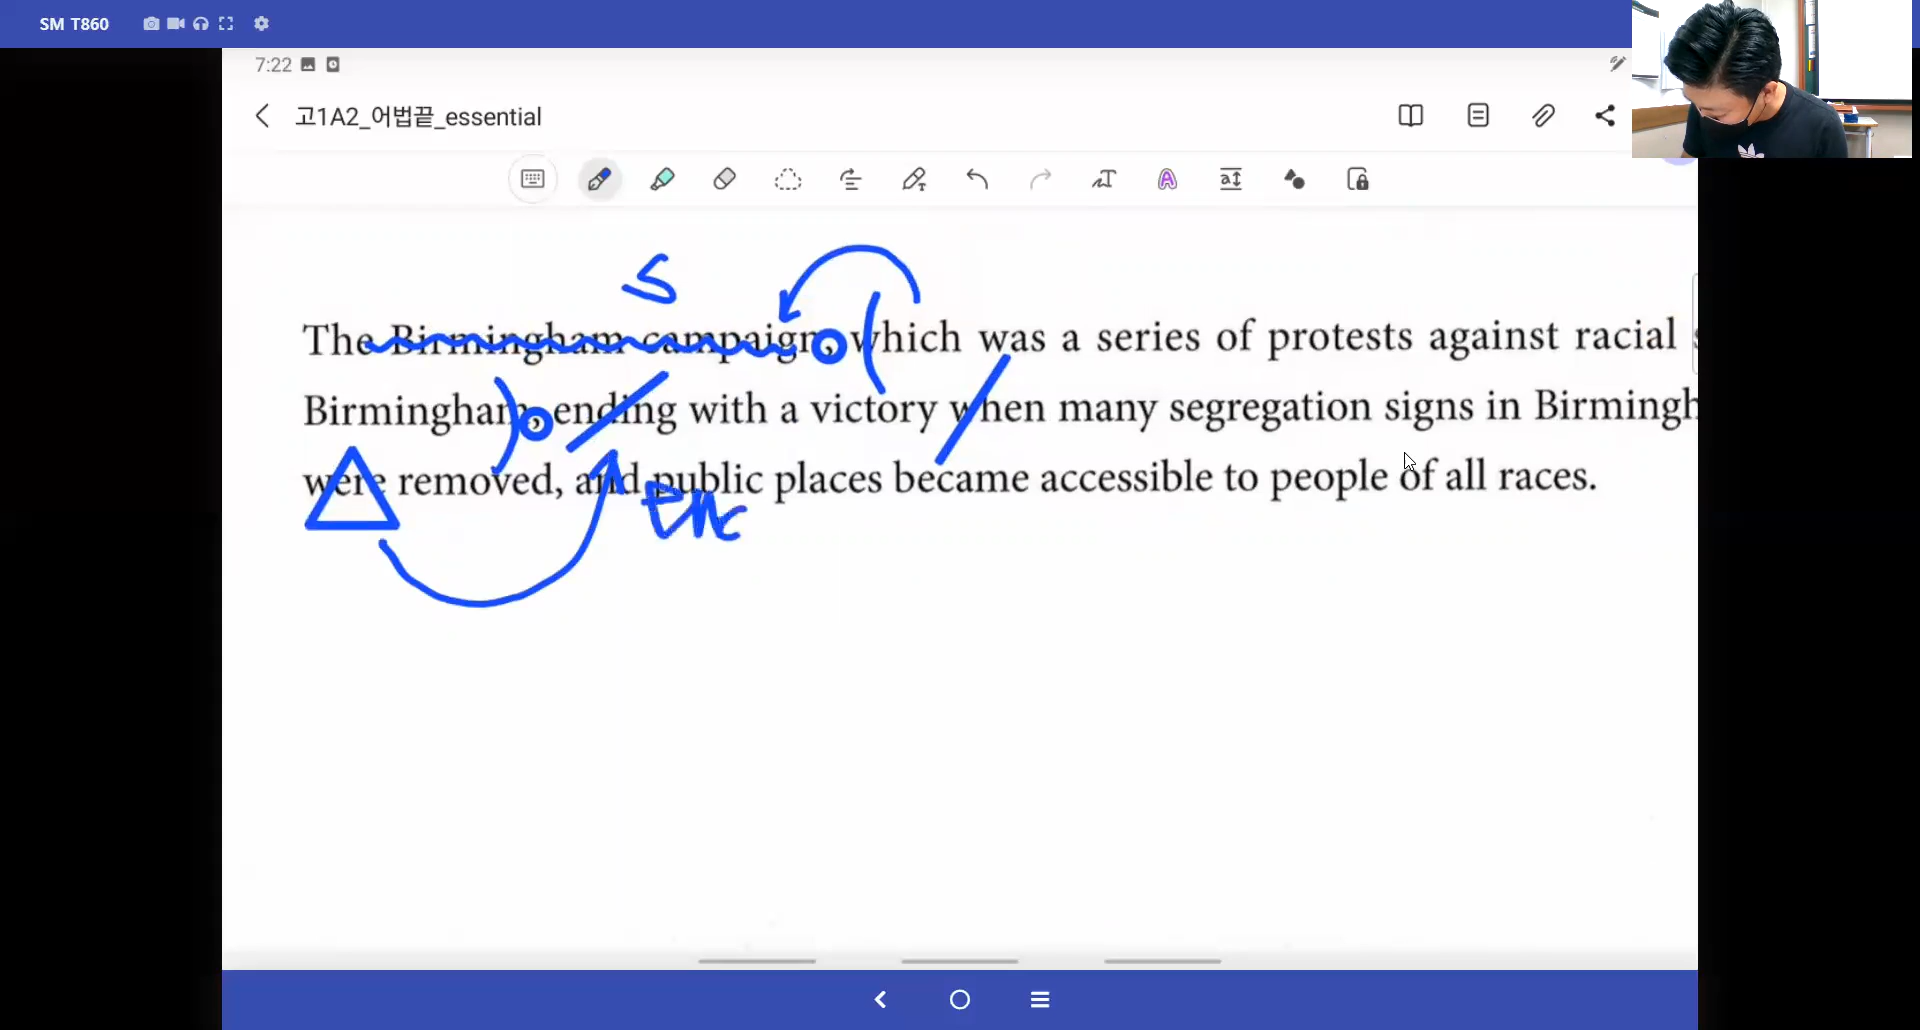 SM T860
7:22
고1A2_어법끝_essential
S
The Birmingham campaign, which was a series of protests against racial
Birmingham, ending with a victory when many segregation signs in Birmingh
were removed, and public places became accessible to people of all races.